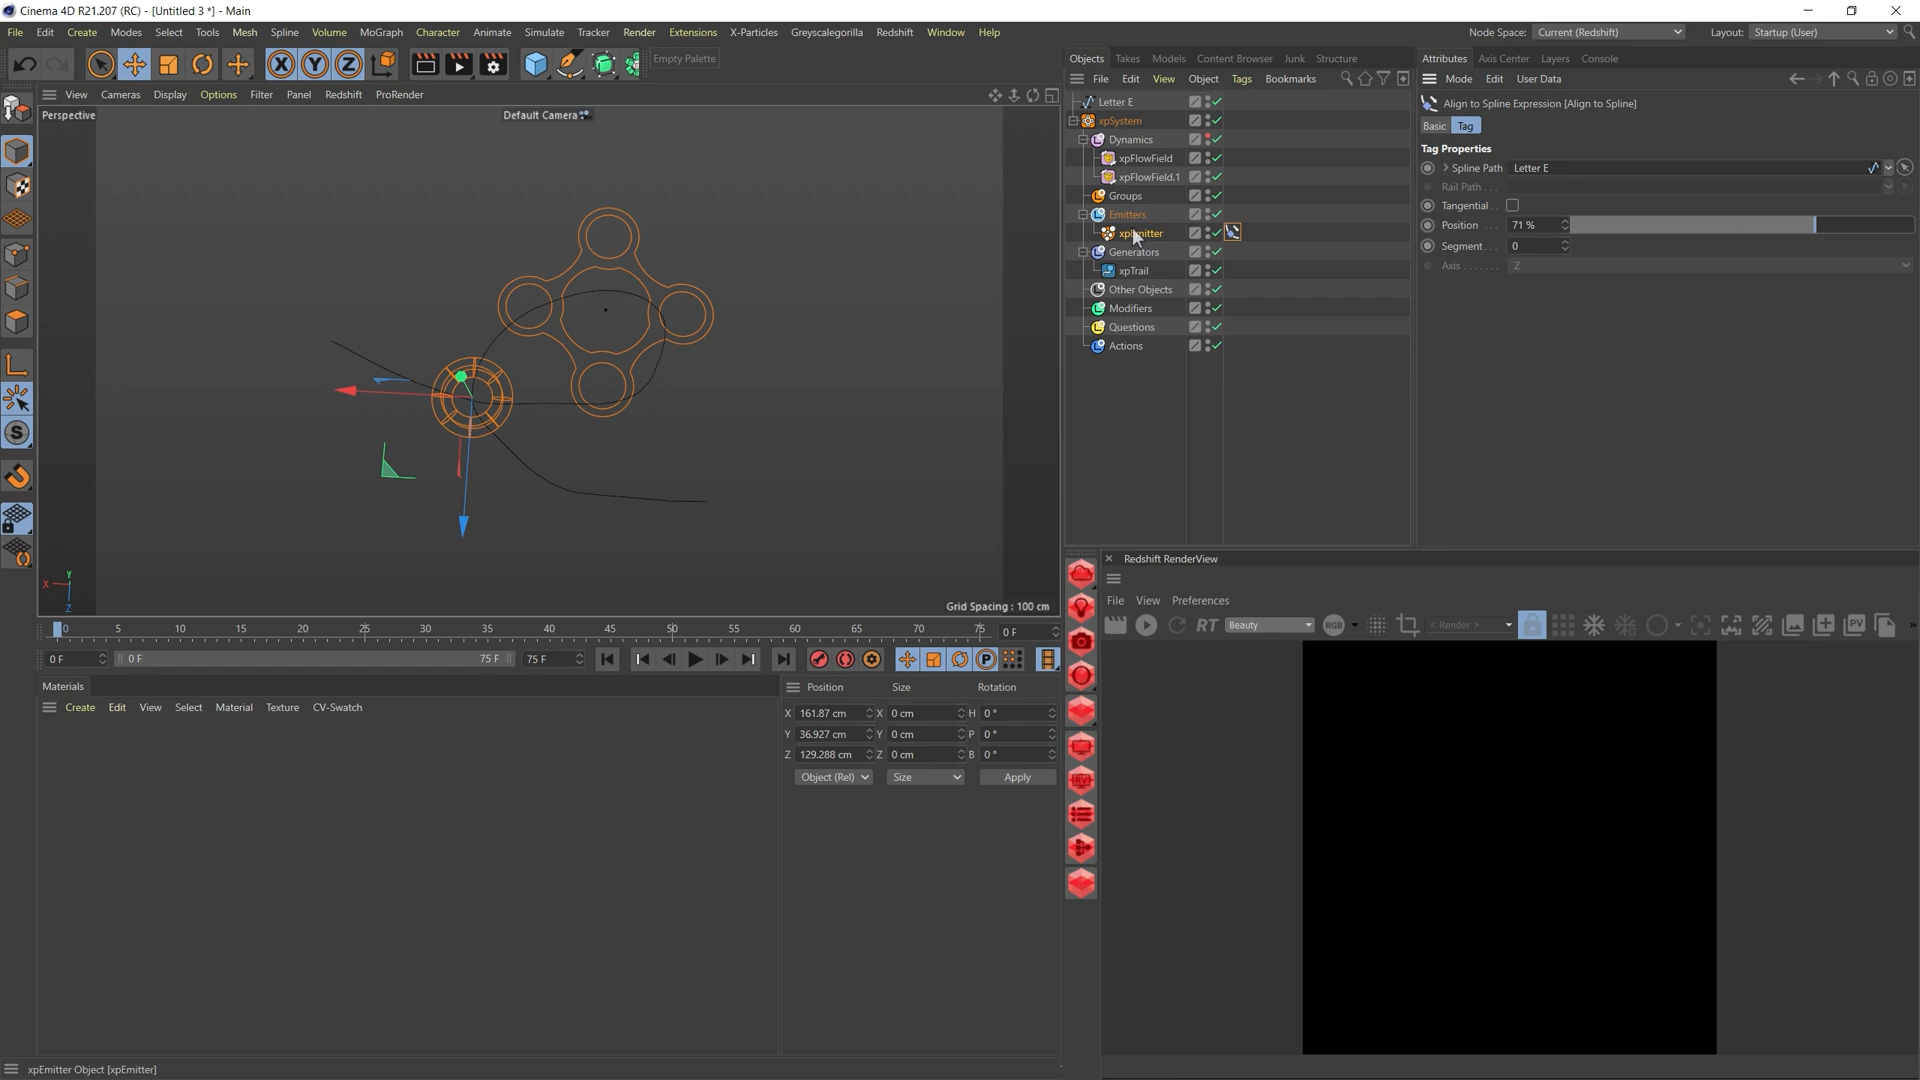 Cinema 4D R21.207 (RC) - [Untitled 3 *] - Main
File Edit Create Modes Select Tools Mesh Spline Volume MoGraph Character Animate Simulate Tracker Render Extensions X-Particles Greyscalegorilla Redshift Window Help
Node Space: Current (Redshift) Layout: Startup (User)
Empty Palette
Objects Takes Models Content Browser Junk Structure
Attributes Axis Center Layers Console
File Edit View Object Tags Bookmarks
Mode Edit User Data
View Cameras Display Options Filter Panel Redshift ProRender
Perspective
Default Camera
Letter E
xpSystem
Dynamics
xpFlowField
xpFlowField.1
Groups
Emitters
xpEmitter
Generators
xpTrail
Other Objects
Modifiers
Questions
Actions
Align to Spline Expression [Align to Spline]
Basic Tag
Tag Properties
Spline Path Letter E
Rail Path . . .
Tangential . .
Position . . . 71 %
Segment . . . 0
Axis . . . . . . . Z
X Y Z
Grid Spacing : 100 cm
0 5 10 15 20 25 30 35 40 45 50 55 60 65 70 75 0 F
0 F 0 F 75 F 75 F
Materials
Create Edit View Select Material Texture CV-Swatch
Position Size Rotation
X 161.87 cm X 0 cm H 0 °
Y 36.927 cm Y 0 cm P 0 °
Z 129.288 cm Z 0 cm B 0 °
Object (Rel) Size Apply
Redshift RenderView
File View Preferences
RT Beauty RGB < Render > PV
RV
xpEmitter Object [xpEmitter]